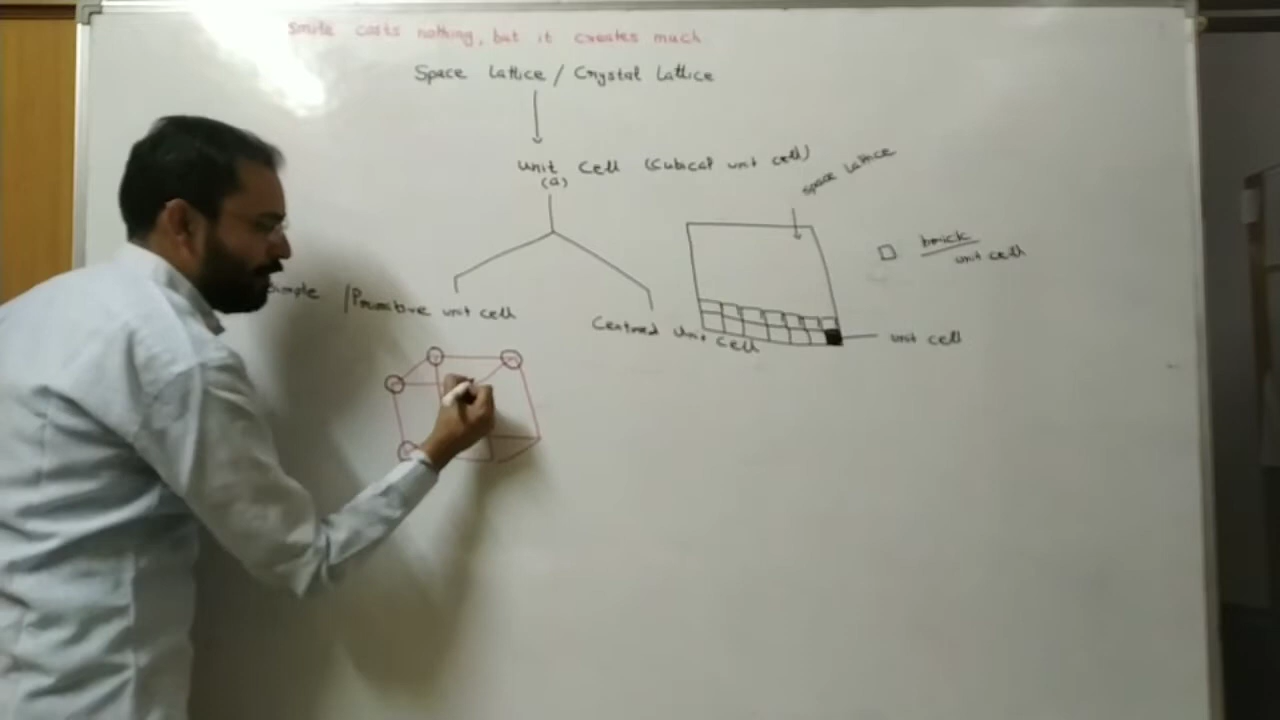 Smile costs nothing, but it creates much
Space Lattice / Crystal Lattice
Unit Cell (Cubical unit cell)
(a)
space lattice
brick
unit cell
Simple / Primitive unit cell
Centred Unit Cell
unit cell